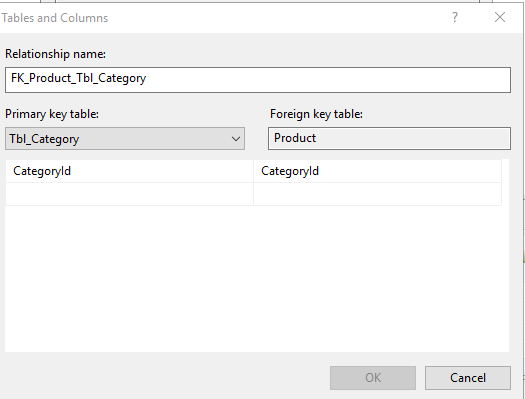 Tables and Columns
?
Relationship name:
FK_Product_Tbl_Category
Primary key table:
Foreign key table:
Tbl_Category
Product
CategoryId
CategoryId
OK
Cancel